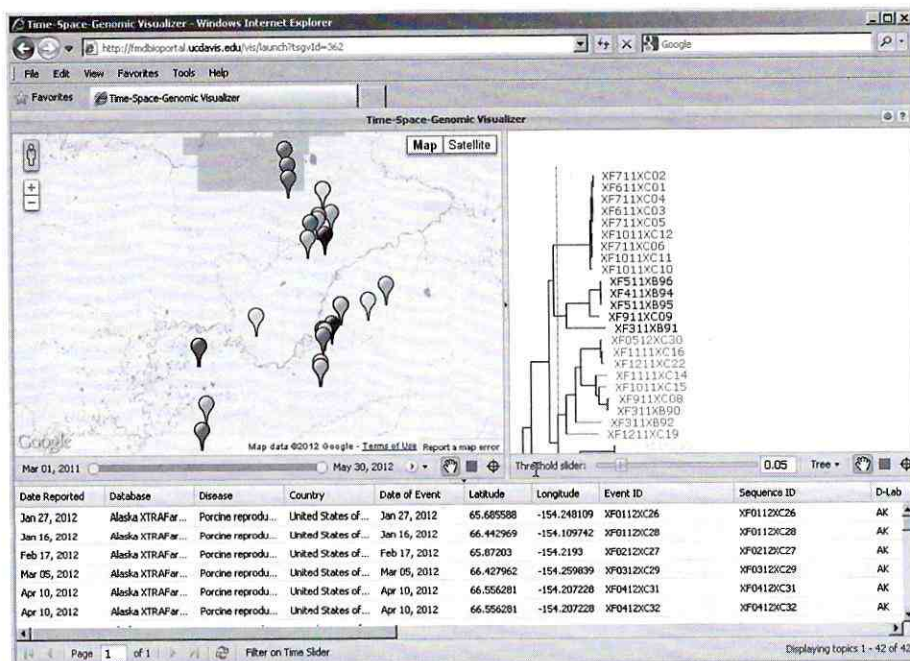 Time-Space-Genomic Visualizer - Windows Internet Explorer
http://fmdbioportal.ucdavis.edu/vis/launch?tsgvId=362
Google
File Edit View Favorites Tools Help
Favorites Time-Space-Genomic Visualizer
Time-Space-Genomic Visualizer
Map Satellite
XF711XC02
XF611XC01
XF711XC04
XF611XC03
XF711XC05
XF1011XC12
XF711XC06
XF1011XC11
XF1011XC10
XF511XB96
XF411XB94
XF511XB95
XF911XC09
XF311XB91
XF0512XC30
XF1111XC16
XF1211XC22
XF1111XC14
XF1011XC15
XF911XC08
XF311XB90
XF311XB92
XF1211XC19
Google
Map data ©2012 Google - Terms of Use Report a map error
Mar 01, 2011 May 30, 2012 Threshold slider: 0.05 Tree
Date Reported Database Disease Country Date of Event Latitude Longitude Event ID Sequence ID D-Lab
Jan 27, 2012 Alaska XTRAFar... Porcine reprodu... United States of... Jan 27, 2012 65.685588 -154.248109 XF0112XC26 XF0112XC26 AK
Jan 16, 2012 Alaska XTRAFar... Porcine reprodu... United States of... Jan 16, 2012 66.442969 -154.109742 XF0112XC28 XF0112XC28 AK
Feb 17, 2012 Alaska XTRAFar... Porcine reprodu... United States of... Feb 17, 2012 65.87203 -154.2193 XF0212XC27 XF0212XC27 AK
Mar 05, 2012 Alaska XTRAFar... Porcine reprodu... United States of... Mar 05, 2012 66.427962 -154.259839 XF0312XC29 XF0312XC29 AK
Apr 10, 2012 Alaska XTRAFar... Porcine reprodu... United States of... Apr 10, 2012 66.556281 -154.207228 XF0412XC31 XF0412XC31 AK
Apr 10, 2012 Alaska XTRAFar... Porcine reprodu... United States of... Apr 10, 2012 66.556281 -154.207228 XF0412XC32 XF0412XC32 AK
Page 1 of 1 Filter on Time Slider Displaying topics 1 - 42 of 42